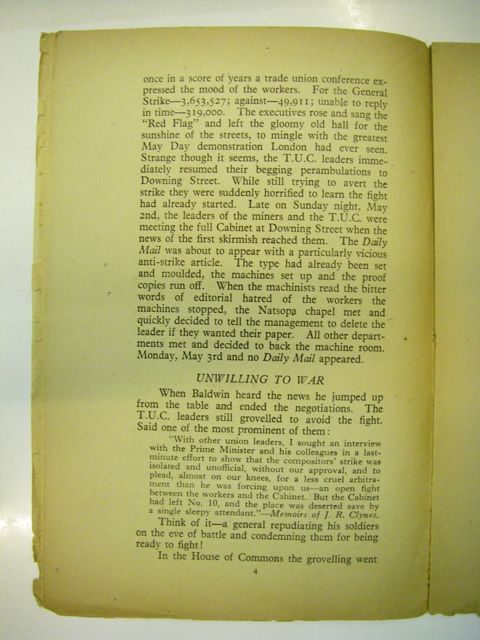 once in a score of years a trade union conference ex-
pressed the mood of the workers. For the General
Strike—3,653,527; against—49,911; unable to reply
in time—319,000. The executives rose and sang the
"Red Flag" and left the gloomy old hall for the
sunshine of the streets, to mingle with the greatest
May Day demonstration London had ever seen.
Strange though it seems, the T.U.C. leaders imme-
diately resumed their begging perambulations to
Downing Street. While still trying to avert the
strike they were suddenly horrified to learn the fight
had already started. Late on Sunday night, May
2nd, the leaders of the miners and the T.U.C. were
meeting the full Cabinet at Downing Street when the
news of the first skirmish reached them. The Daily
Mail was about to appear with a particularly vicious
anti-strike article. The type had already been set
and moulded, the machines set up and the proof
copies run off. When the machinists read the bitter
words of editorial hatred of the workers the
machines stopped, the Natsopa chapel met and
quickly decided to tell the management to delete the
leader if they wanted their paper. All other depart-
ments met and decided to back the machine room.
Monday, May 3rd and no Daily Mail appeared.
UNWILLING TO WAR
When Baldwin heard the news he jumped up
from the table and ended the negotiations. The
T.U.C. leaders still grovelled to avoid the fight.
Said one of the most prominent of them:
"With other union leaders, I sought an interview
with the Prime Minister and his colleagues in a last-
minute effort to show that the compositors' strike was
isolated and unofficial, without our approval, and to
plead, almost on our knees, for a less cruel arbitra-
ment than he was forcing upon us—an open fight
between the workers and the Cabinet. But the Cabinet
had left No. 10, and the place was deserted save by
a single sleepy attendant."—Memoirs of J. R. Clynes.
Think of it—a general repudiating his soldiers
on the eve of battle and condemning them for being
ready to fight!
In the House of Commons the grovelling went
4